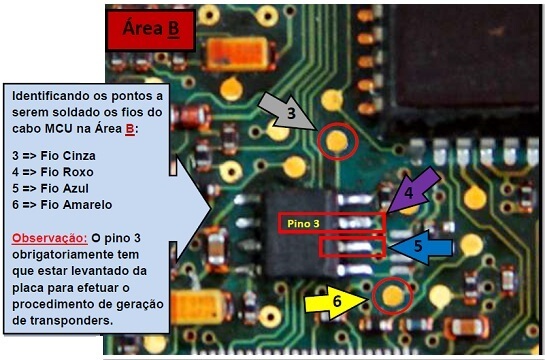 Área B
Identificando os pontos a
serem soldado os fios do
cabo MCU na Área B:
3 => Fio Cinza
4 => Fio Roxo
5 => Fio Azul
6 => Fio Amarelo
Observação: O pino 3
obrigatoriamente tem
que estar levantado da
placa para efetuar o
procedimento de geração
de transponders.
3
4
Pino 3
5
6